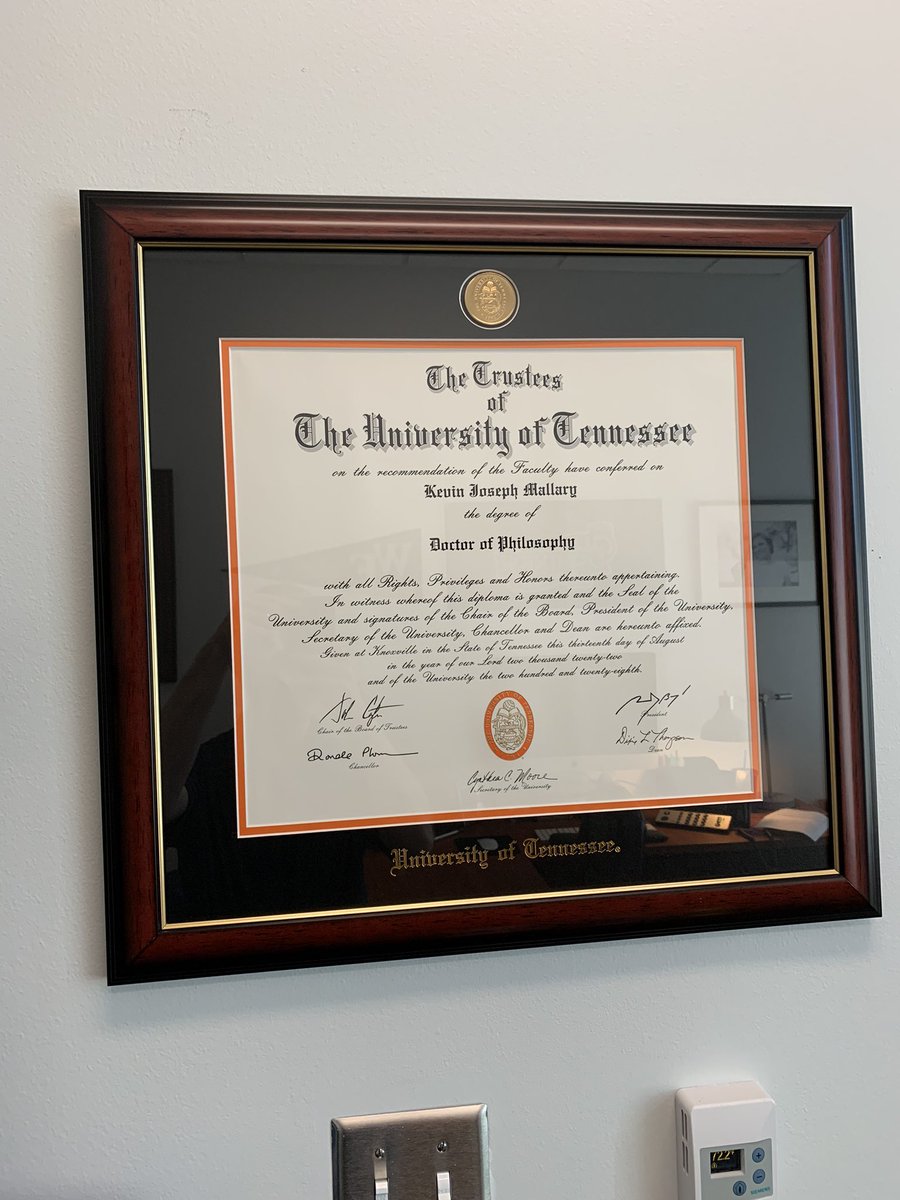 The Trustees
of
The University of Tennessee
on the recommendation of the Faculty have conferred on
Kevin Joseph Mallary
the degree of
Doctor of Philosophy
with all Rights, Privileges and Honors thereunto appertaining.
In witness whereof this diploma is granted and the Seal of the
University and signatures of the Chair of the Board, President of the University,
Secretary of the University, Chancellor and Dean are hereunto affixed.
Given at Knoxville in the State of Tennessee this thirteenth day of August
in the year of our Lord two thousand twenty-two
and of the University the two hundred and twenty-eighth.
Chair of the Board of Trustees
President
Chancellor
Dean
Cynthia C. Moore
Secretary of the University
University of Tennessee.
72.2°
SIEMENS